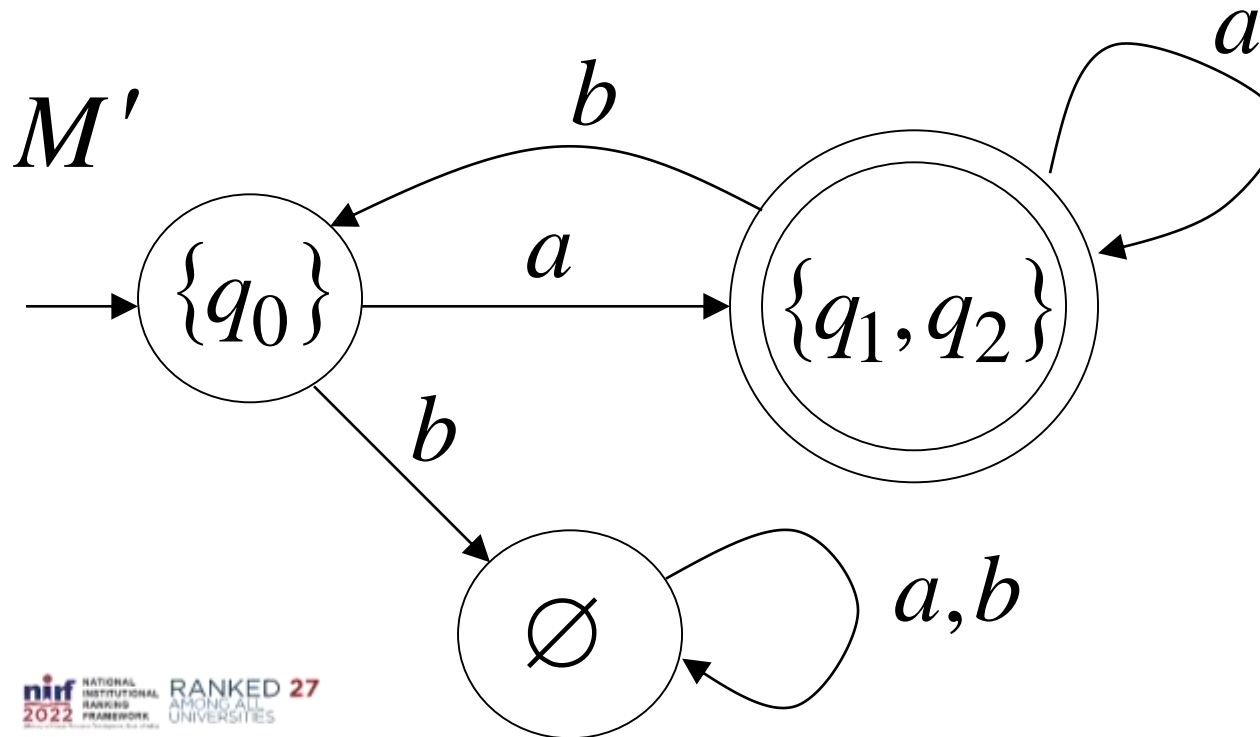 a
b
M'
a
{q0}
{q1,q2}
b
∅
a,b
nirf NATIONAL INSTITUTIONAL RANKING FRAMEWORK
2022
RANKED 27
AMONG ALL
UNIVERSITIES